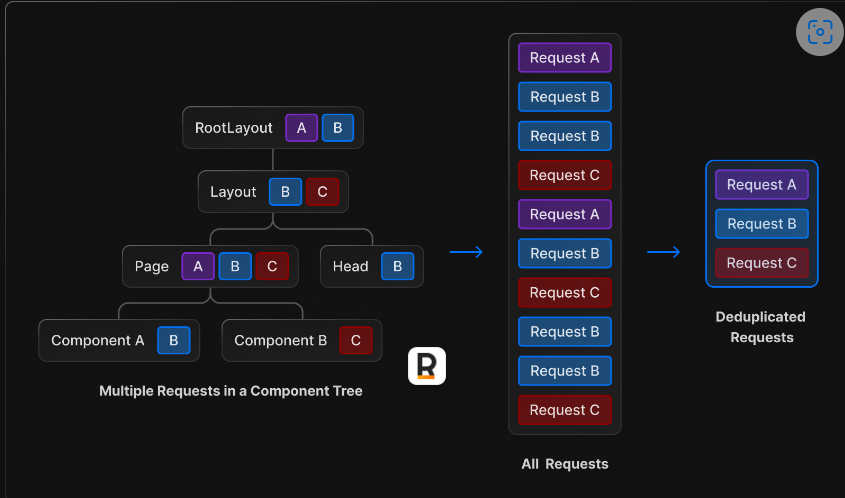 RootLayout A B
Layout B C
Page A B C
Head B
Component A B
Component B C
Multiple Requests in a Component Tree
R
Request A
Request B
Request B
Request C
Request A
Request B
Request C
Request B
Request B
Request C
All Requests
Request A
Request B
Request C
Deduplicated
Requests